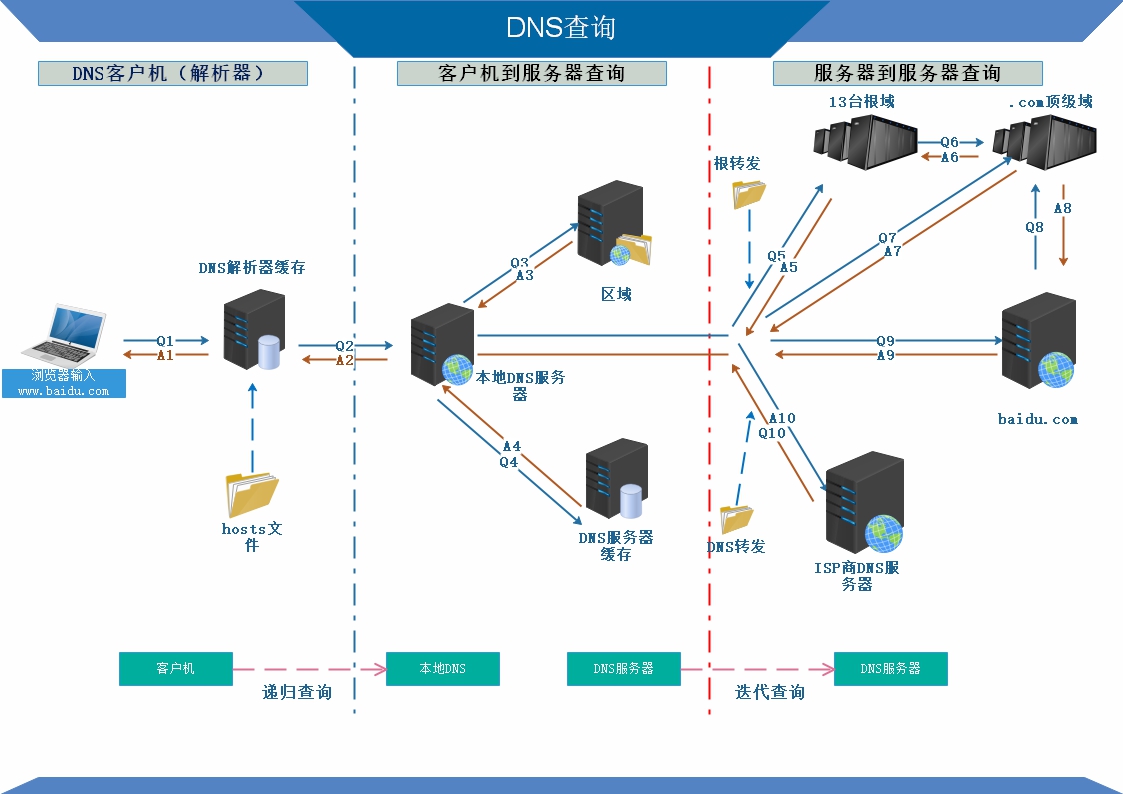 DNS查询
DNS客户机（解析器）
客户机到服务器查询
服务器到服务器查询
13台根域
.com顶级域
Q6
A6
根转发
A8
Q8
Q7
A7
Q5
A5
DNS解析器缓存
Q3
A3
区域
Q1
A1
Q2
A2
Q9
A9
浏览器输入
www.baidu.com
本地DNS服务
器
baidu.com
A10
Q10
A4
Q4
hosts文
件
DNS服务器
缓存
DNS转发
ISP商DNS服
务器
客户机
本地DNS
DNS服务器
DNS服务器
递归查询
迭代查询